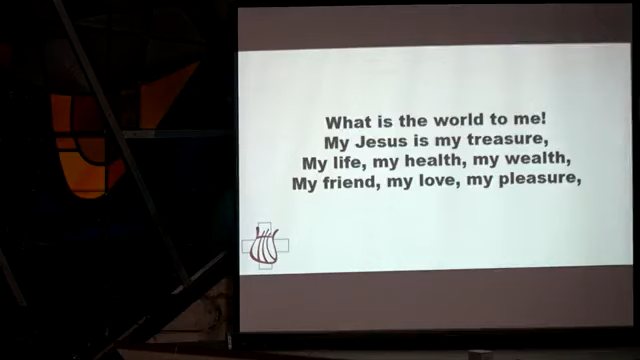 What is the world to me!
My Jesus is my treasure,
My life, my health, my wealth,
My friend, my love, my pleasure,